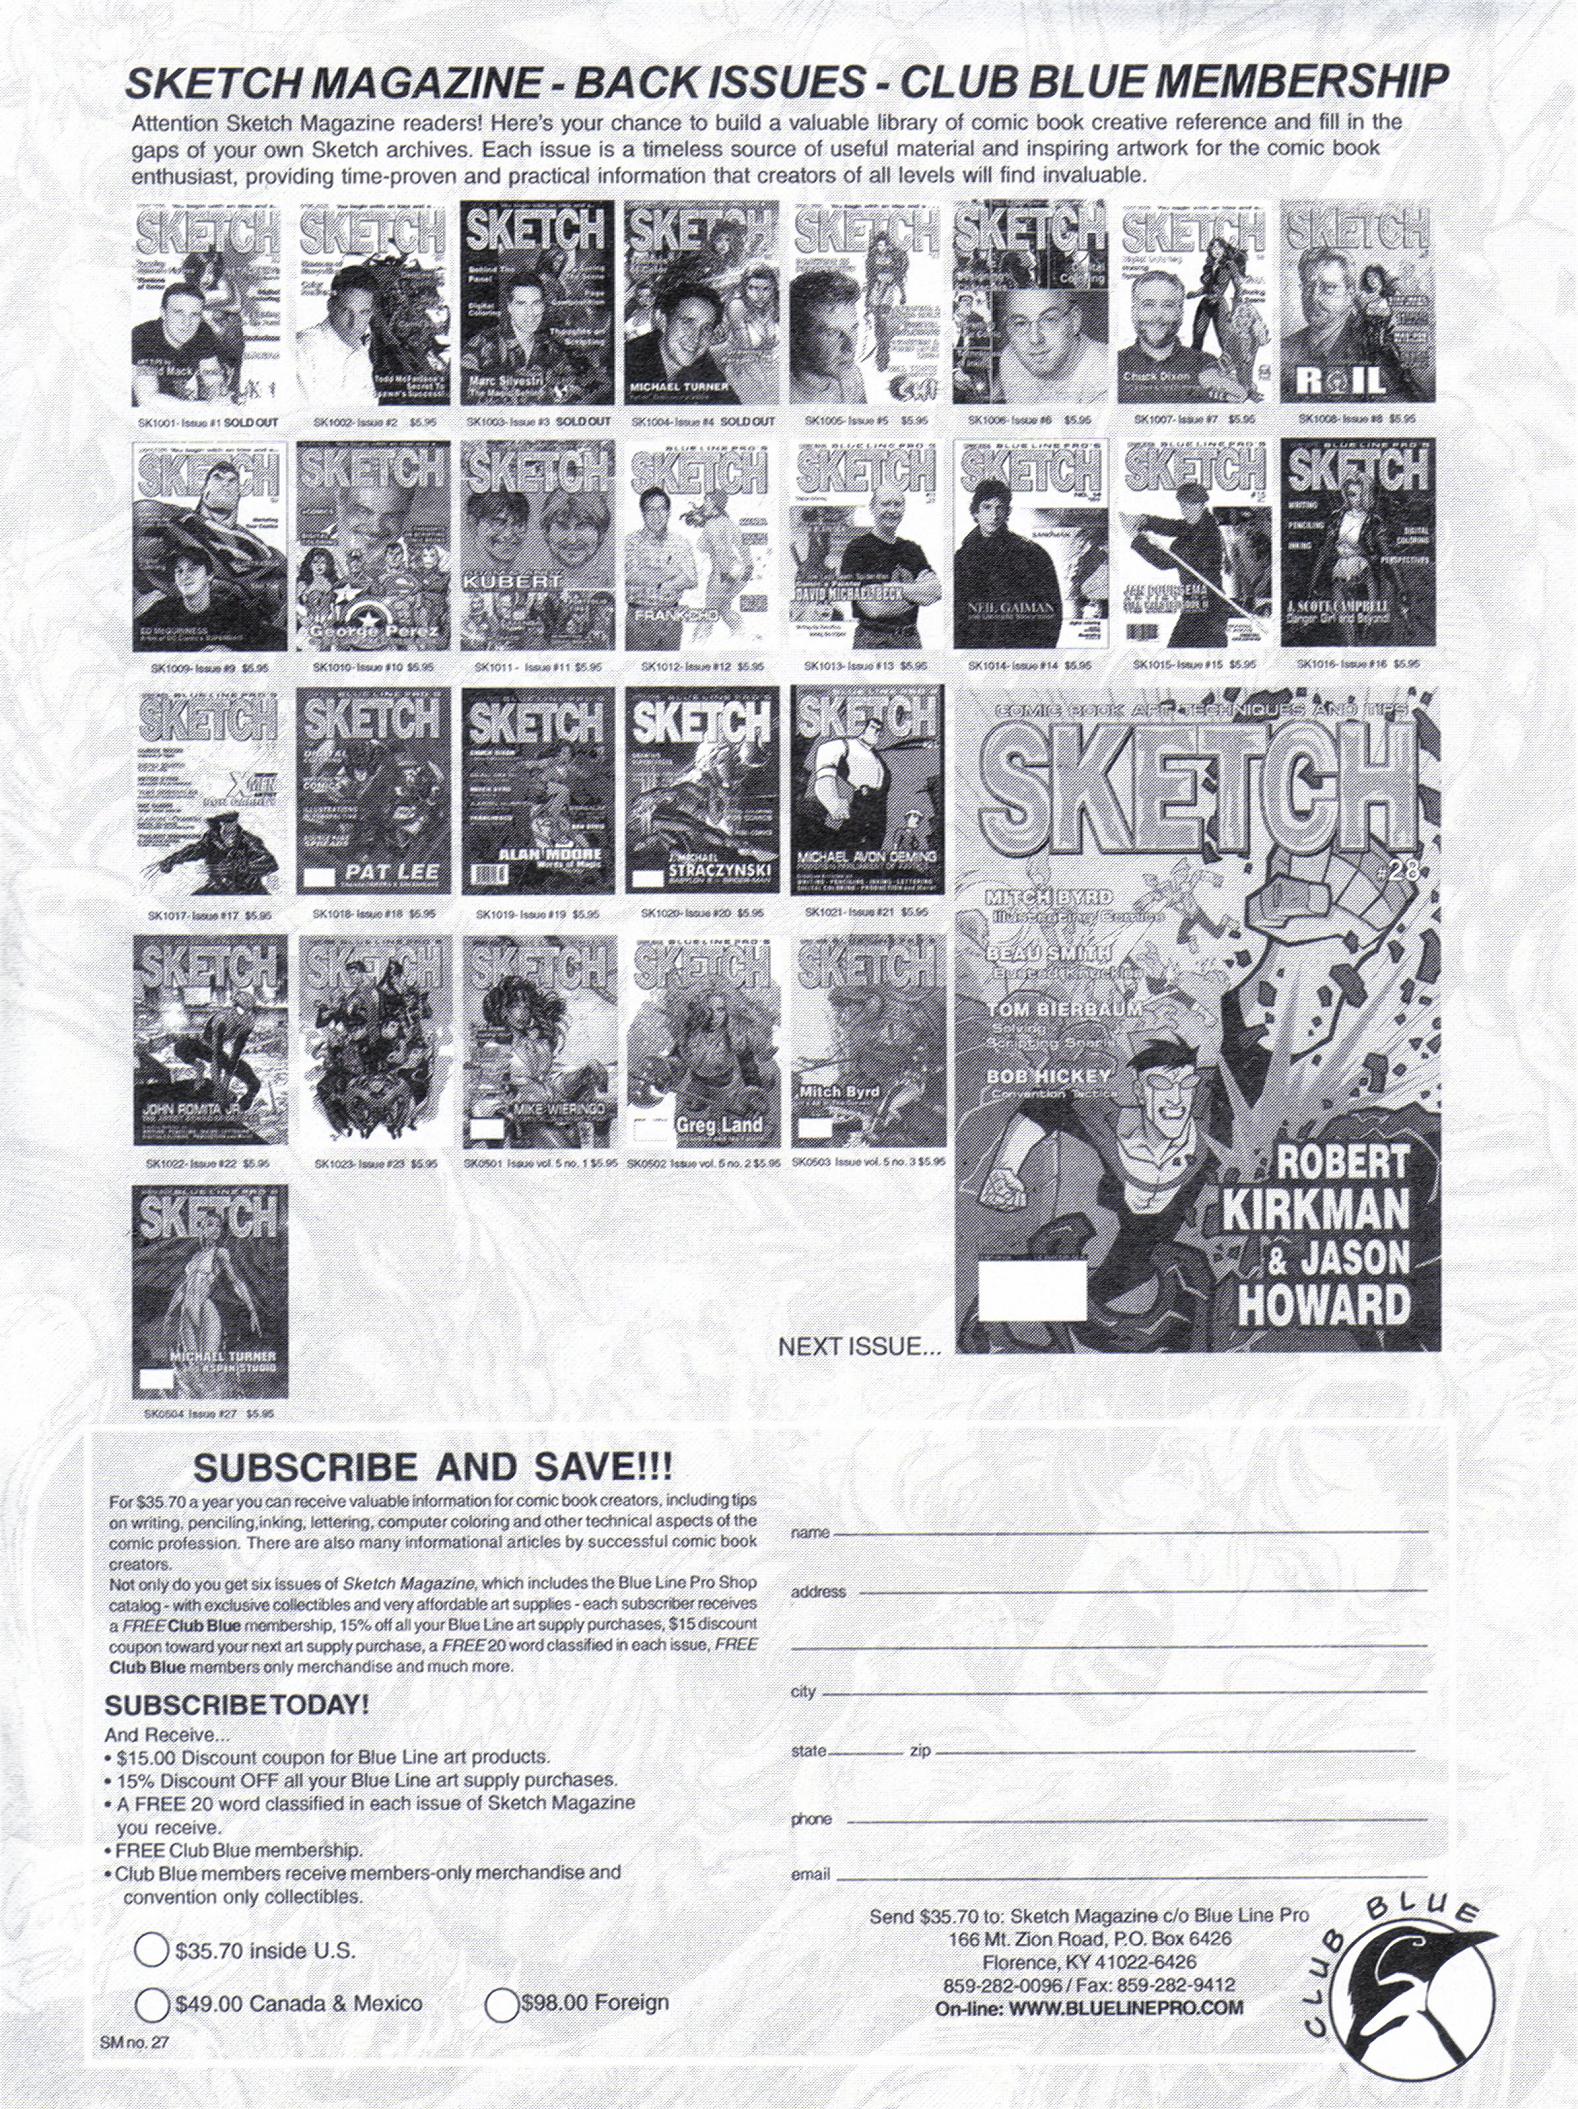 SKETCH MAGAZINE - BACK ISSUES - CLUB BLUE MEMBERSHIP
Attention Sketch Magazine readers! Here's your chance to build a valuable library of comic book creative reference and fill in the
gaps of your own Sketch archives. Each issue is a timeless source of useful material and inspiring artwork for the comic book
enthusiast, providing time-proven and practical information that creators of all levels will find invaluable.
SKETCH
SKETCH
SKETCH
Behind The
Panel
Digital
Coloring
Thoughts on
Scripting
Marc Silvestri
SKETCH
MICHAEL TURNER
SKETCH
SHI
SKETCH
Coloring
SKETCH
Chuck Dixon
SKETCH
SK1001- Issue #1 SOLD OUT
SK1002- Issue #2 $5.95
SK1003- Issue #3 SOLD OUT
SK1004- Issue #4 SOLD OUT
SK1005- Issue #5 $5.95
SK1006- Issue #6 $5.95
SK1007- Issue #7 $5.95
SK1008- Issue #8 $5.95
SKETCH
ED McGUINNESS
SKETCH
George Perez
SKETCH
KUBERT
SKETCH
FRANK CHO
SKETCH
DAVID MICHAEL BECK
SKETCH
NEIL GAIMAN
SKETCH
SKETCH
WRITING
PENCILING
INKING
DIGITAL
COLORING
PERSPECTIVES
J. SCOTT CAMPBELL
Danger Girl and Beyond!
SK1009- Issue #9 $5.95
SK1010- Issue #10 $5.95
SK1011- Issue #11 $5.95
SK1012- Issue #12 $5.95
SK1013- Issue #13 $5.95
SK1014- Issue #14 $5.95
SK1015- Issue #15 $5.95
SK1016- Issue #16 $5.95
SKETCH
X-MEN
SKETCH
PAT LEE
SKETCH
ALAN MOORE
SKETCH
J. MICHAEL
STRACZYNSKI
SKETCH
MICHAEL AVON OEMING
SK1017- Issue #17 $5.95
SK1018- Issue #18 $5.95
SK1019- Issue #19 $5.95
SK1020- Issue #20 $5.95
SK1021- Issue #21 $5.95
COMIC BOOK ART TECHNIQUES AND TIPS
SKETCH
#28
MITCH BYRD
Illustrating Comics
BEAU SMITH
Busted Knuckles
TOM BIERBAUM
Solving
Scripting Snarls
BOB HICKEY
Convention Tactics
ROBERT
KIRKMAN
& JASON
HOWARD
SKETCH
JOHN ROMITA JR.
SKETCH
SKETCH
MIKE WIERINGO
SKETCH
Greg Land
SKETCH
Mitch Byrd
SK1022- Issue #22 $5.95
SK1023- Issue #23 $5.95
SK0501 Issue vol. 5 no. 1 $5.95
SK0502 Issue vol. 5 no. 2 $5.95
SK0503 Issue vol. 5 no. 3 $5.95
SKETCH
MICHAEL TURNER
ASPEN STUDIO
SK0504 Issue #27 $5.95
NEXT ISSUE...
SUBSCRIBE AND SAVE!!!
For $35.70 a year you can receive valuable information for comic book creators, including tips
on writing, penciling,inking, lettering, computer coloring and other technical aspects of the
comic profession. There are also many informational articles by successful comic book
creators.
Not only do you get six issues of Sketch Magazine, which includes the Blue Line Pro Shop
catalog - with exclusive collectibles and very affordable art supplies - each subscriber receives
a FREE Club Blue membership, 15% off all your Blue Line art supply purchases, $15 discount
coupon toward your next art supply purchase, a FREE 20 word classified in each issue, FREE
Club Blue members only merchandise and much more.
SUBSCRIBE TODAY!
And Receive...
• $15.00 Discount coupon for Blue Line art products.
• 15% Discount OFF all your Blue Line art supply purchases.
• A FREE 20 word classified in each issue of Sketch Magazine
you receive.
• FREE Club Blue membership.
• Club Blue members receive members-only merchandise and
convention only collectibles.
$35.70 inside U.S.
$49.00 Canada & Mexico
$98.00 Foreign
SM no. 27
name
address
city
state zip
phone
email
Send $35.70 to: Sketch Magazine c/o Blue Line Pro
166 Mt. Zion Road, P.O. Box 6426
Florence, KY 41022-6426
859-282-0096 / Fax: 859-282-9412
On-line: WWW.BLUELINEPRO.COM
CLUB BLUE